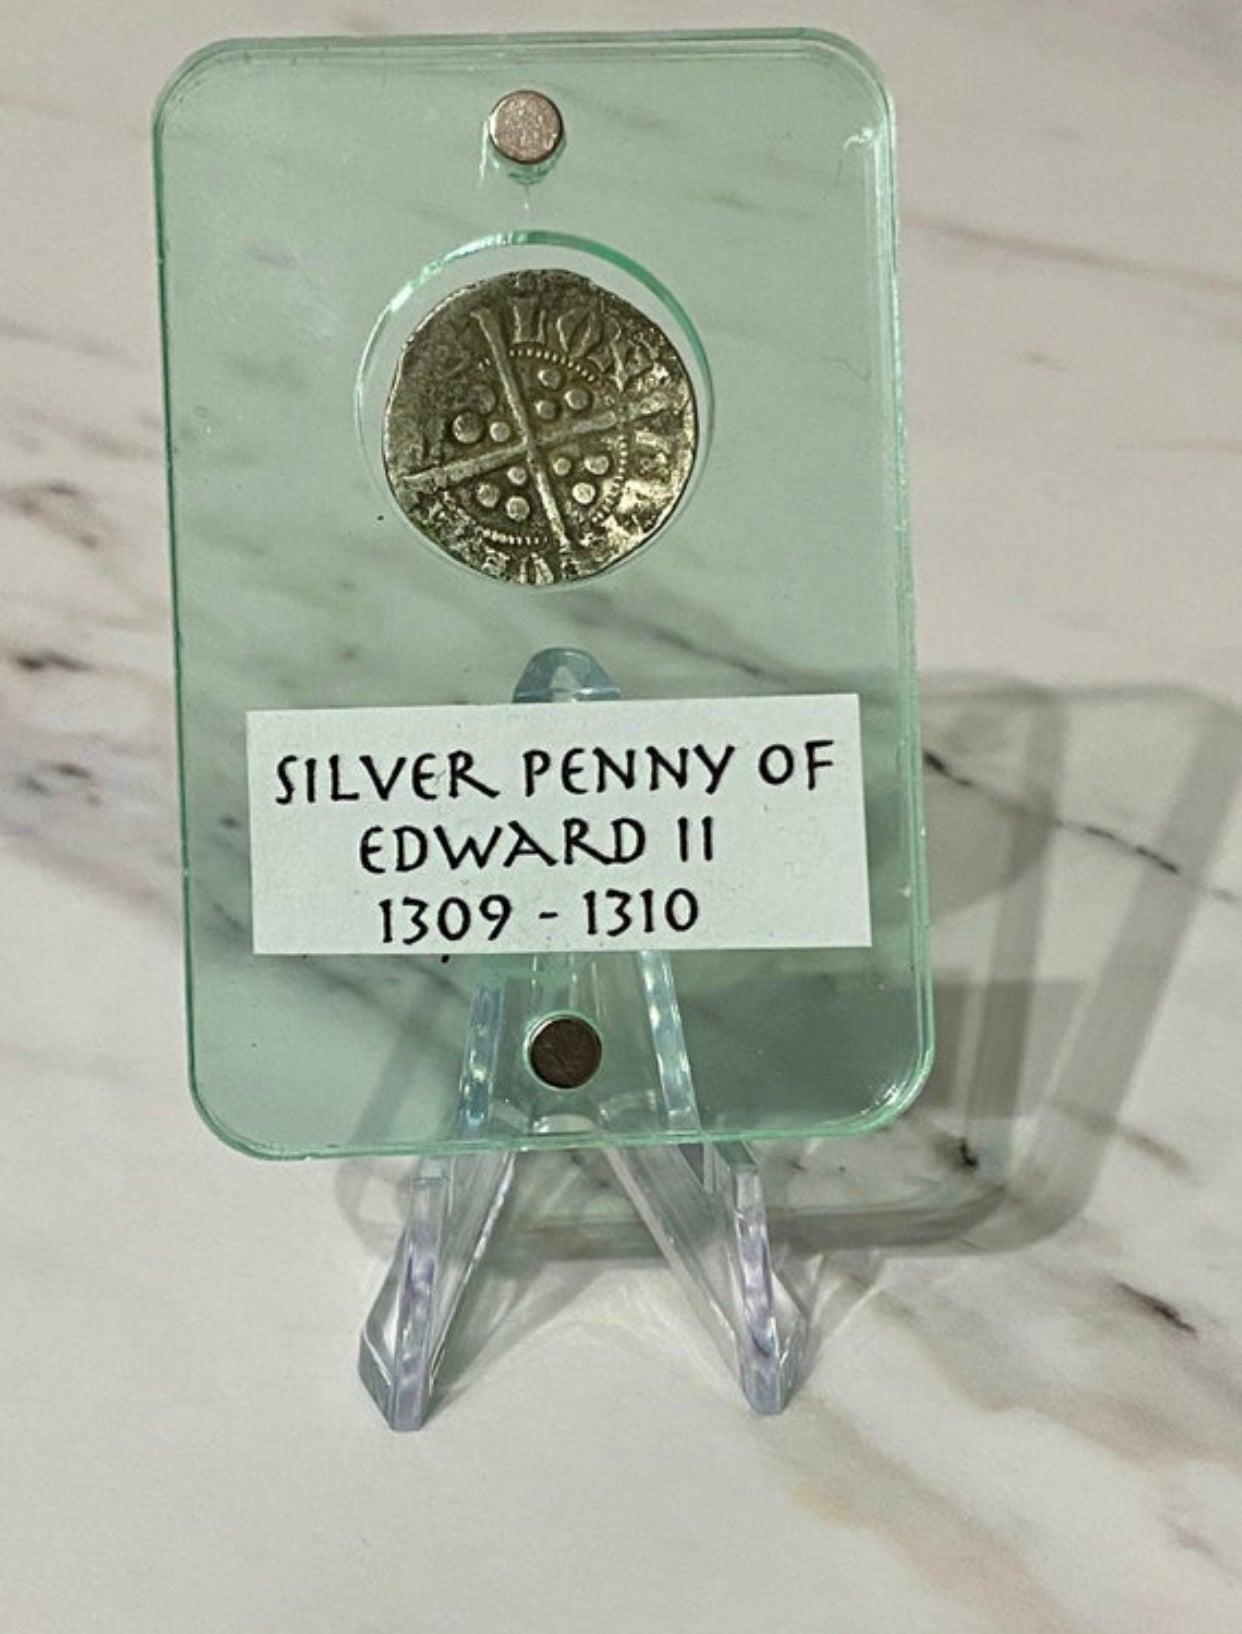 SILVER PENNY OF
EDWARD II
1309 - 1310